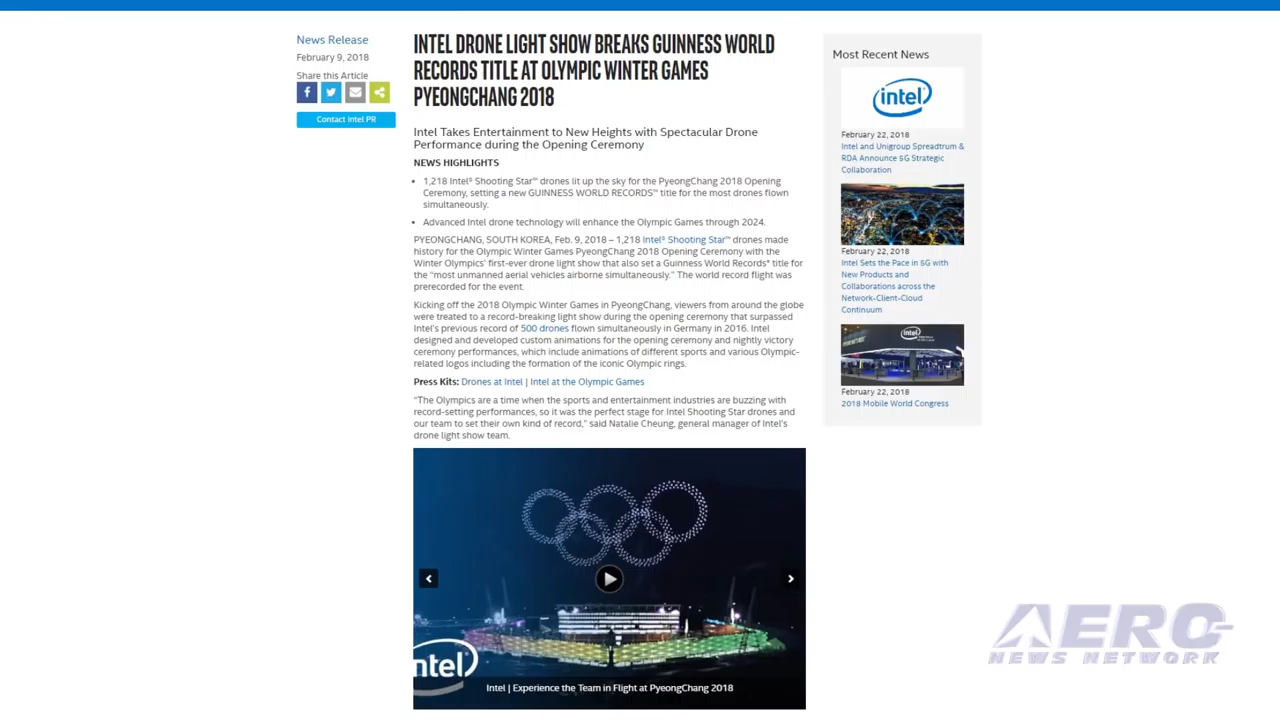 News Release
February 9, 2018
Share this Article
Contact Intel PR
INTEL DRONE LIGHT SHOW BREAKS GUINNESS WORLD
RECORDS TITLE AT OLYMPIC WINTER GAMES
PYEONGCHANG 2018
Intel Takes Entertainment to New Heights with Spectacular Drone
Performance during the Opening Ceremony
NEWS HIGHLIGHTS
• 1,218 Intel® Shooting Star™ drones lit up the sky for the PyeongChang 2018 Opening
Ceremony, setting a new GUINNESS WORLD RECORDS™ title for the most drones flown
simultaneously.
• Advanced Intel drone technology will enhance the Olympic Games through 2024.
PYEONGCHANG, SOUTH KOREA, Feb. 9, 2018 – 1,218 Intel® Shooting Star™ drones made
history for the Olympic Winter Games PyeongChang 2018 Opening Ceremony with the
Winter Olympics' first-ever drone light show that also set a Guinness World Records* title for
the “most unmanned aerial vehicles airborne simultaneously.” The world record flight was
prerecorded for the event.
Kicking off the 2018 Olympic Winter Games in PyeongChang, viewers from around the globe
were treated to a record-breaking light show during the opening ceremony that surpassed
Intel's previous record of 500 drones flown simultaneously in Germany in 2016. Intel
designed and developed custom animations for the opening ceremony and nightly victory
ceremony performances, which include animations of different sports and various Olympic-
related logos including the formation of the iconic Olympic rings.
Press Kits: Drones at Intel | Intel at the Olympic Games
“The Olympics are a time when the sports and entertainment industries are buzzing with
record-setting performances, so it was the perfect stage for Intel Shooting Star drones and
our team to set their own kind of record,” said Natalie Cheung, general manager of Intel's
drone light show team.
ntel
Intel | Experience the Team in Flight at PyeongChang 2018
Most Recent News
intel
February 22, 2018
Intel and Unigroup Spreadtrum &
RDA Announce 5G Strategic
Collaboration
February 22, 2018
Intel Sets the Pace in 5G with
New Products and
Collaborations across the
Network-Client-Cloud
Continuum
intel
February 22, 2018
2018 Mobile World Congress
AERO
NEWS NETWORK